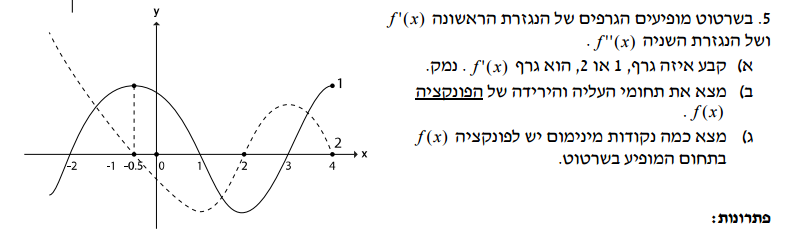 5. בשרטוט מופיעים הגרפים של הנגזרת הראשונה f'(x)
ושל הנגזרת השניה f''(x) .
א) קבע איזה גרף, 1 או 2, הוא גרף f'(x) . נמק.
ב) מצא את תחומי העליה והירידה של הפונקציה
f(x) .
ג) מצא כמה נקודות מינימום יש לפונקציה f(x)
בתחום המופיע בשרטוט.
פתרונות:
y
1
2
x
-2 -1 -0.5 0 1 2 3 4